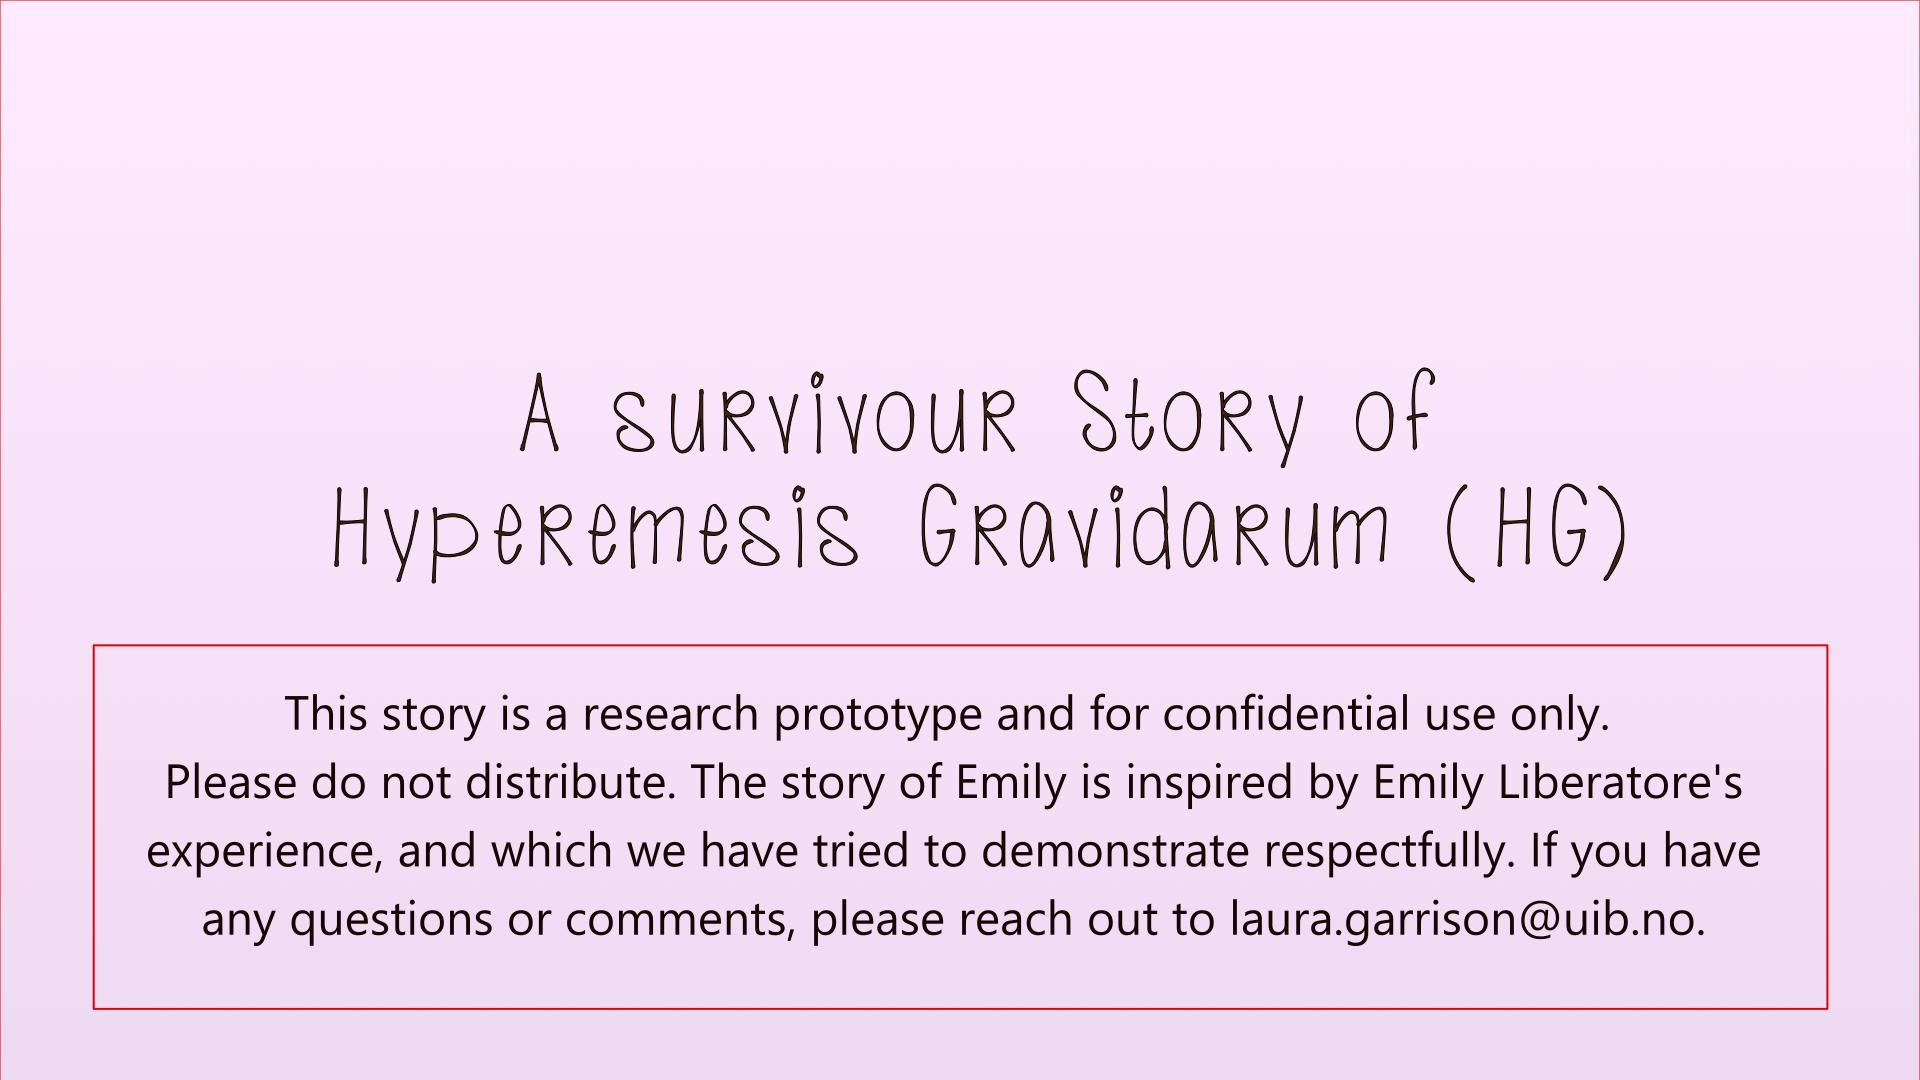 A survivour Story of
Hyperemesis Gravidarum (HG)
This story is a research prototype and for confidential use only.
Please do not distribute. The story of Emily is inspired by Emily Liberatore's
experience, and which we have tried to demonstrate respectfully. If you have
any questions or comments, please reach out to laura.garrison@uib.no.